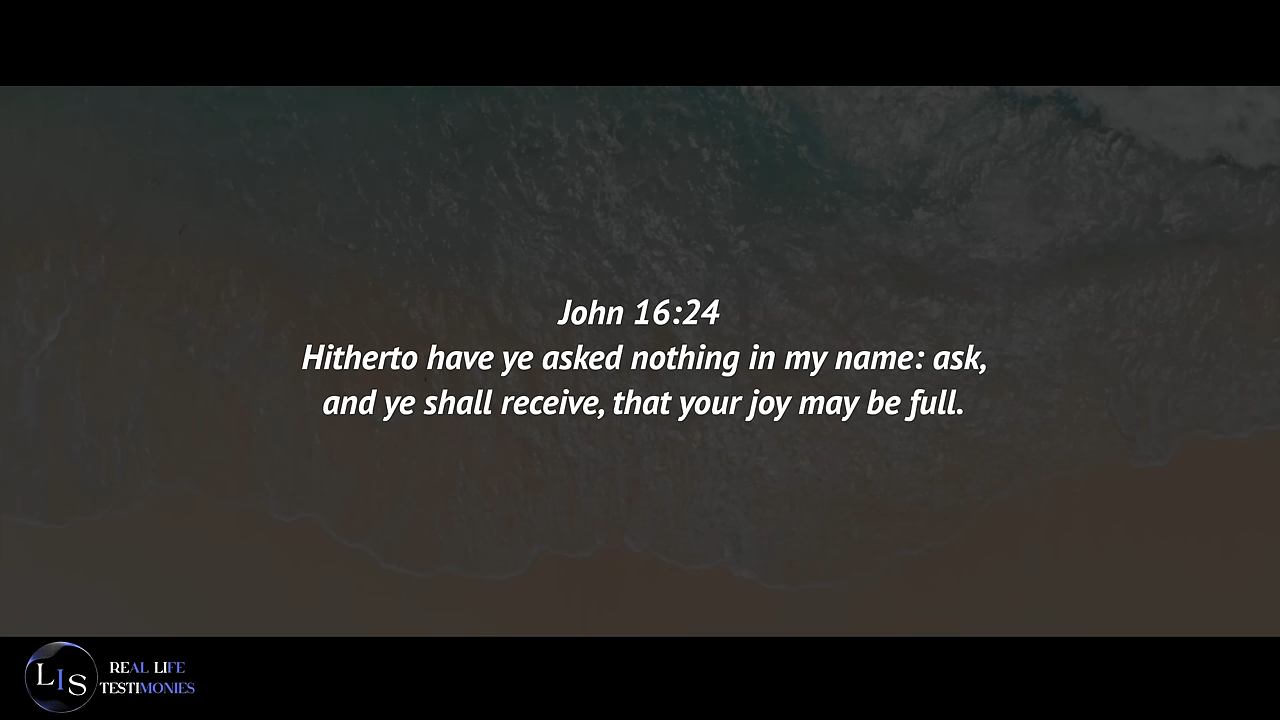 John 16:24
Hitherto have ye asked nothing in my name: ask,
and ye shall receive, that your joy may be full.
LIS
REAL LIFE
TESTIMONIES